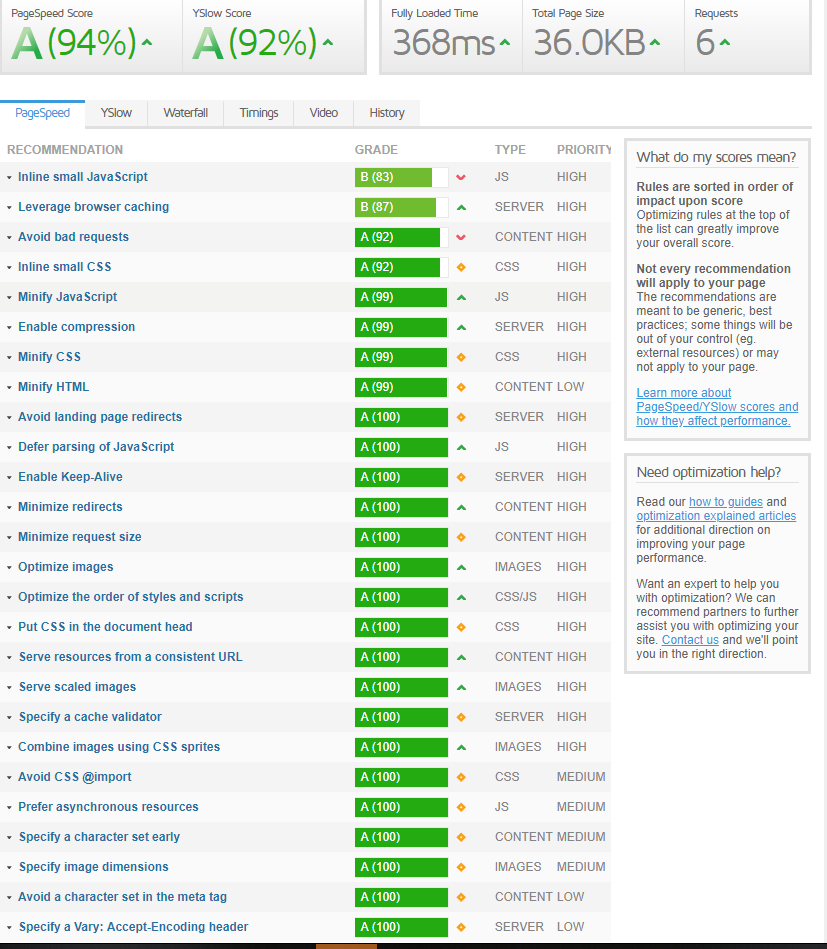 PageSpeed Score
A (94%)
YSlow Score
A (92%)
Fully Loaded Time
368ms
Total Page Size
36.0KB
Requests
6
PageSpeed YSlow Waterfall Timings Video History
RECOMMENDATION GRADE TYPE PRIORITY
Inline small JavaScript B (83) JS HIGH
Leverage browser caching B (87) SERVER HIGH
Avoid bad requests A (92) CONTENT HIGH
Inline small CSS A (92) CSS HIGH
Minify JavaScript A (99) JS HIGH
Enable compression A (99) SERVER HIGH
Minify CSS A (99) CSS HIGH
Minify HTML A (99) CONTENT LOW
Avoid landing page redirects A (100) SERVER HIGH
Defer parsing of JavaScript A (100) JS HIGH
Enable Keep-Alive A (100) SERVER HIGH
Minimize redirects A (100) CONTENT HIGH
Minimize request size A (100) CONTENT HIGH
Optimize images A (100) IMAGES HIGH
Optimize the order of styles and scripts A (100) CSS/JS HIGH
Put CSS in the document head A (100) CSS HIGH
Serve resources from a consistent URL A (100) CONTENT HIGH
Serve scaled images A (100) IMAGES HIGH
Specify a cache validator A (100) SERVER HIGH
Combine images using CSS sprites A (100) IMAGES HIGH
Avoid CSS @import A (100) CSS MEDIUM
Prefer asynchronous resources A (100) JS MEDIUM
Specify a character set early A (100) CONTENT MEDIUM
Specify image dimensions A (100) IMAGES MEDIUM
Avoid a character set in the meta tag A (100) CONTENT LOW
Specify a Vary: Accept-Encoding header A (100) SERVER LOW
What do my scores mean?
Rules are sorted in order of
impact upon score
Optimizing rules at the top of
the list can greatly improve
your overall score.
Not every recommendation
will apply to your page
The recommendations are
meant to be generic, best
practices; some things will be
out of your control (eg.
external resources) or may
not apply to your page.
Learn more about
PageSpeed/YSlow scores and
how they affect performance.
Need optimization help?
Read our how to guides and
optimization explained articles
for additional direction on
improving your page
performance.
Want an expert to help you
with optimization? We can
recommend partners to further
assist you with optimizing your
site. Contact us and we'll point
you in the right direction.